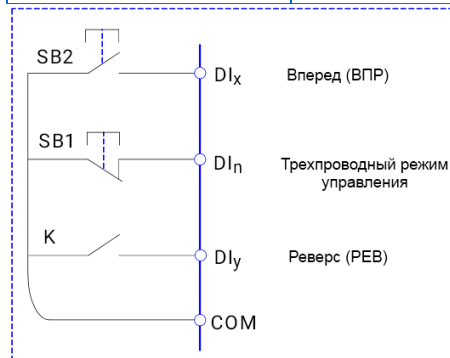 SB2
DIx
Вперед (ВПР)
SB1
DIn
Трехпроводный режим
управления
K
DIy
Реверс (РЕВ)
COM